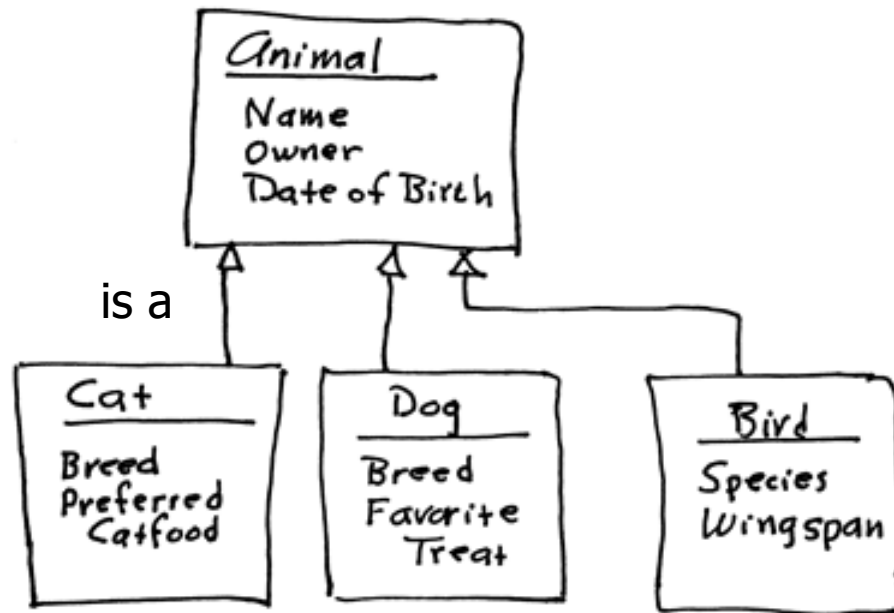 Animal
Name
Owner
Date of Birth
is a
Cat
Breed
Preferred
Catfood
Dog
Breed
Favorite
Treat
Bird
Species
Wingspan